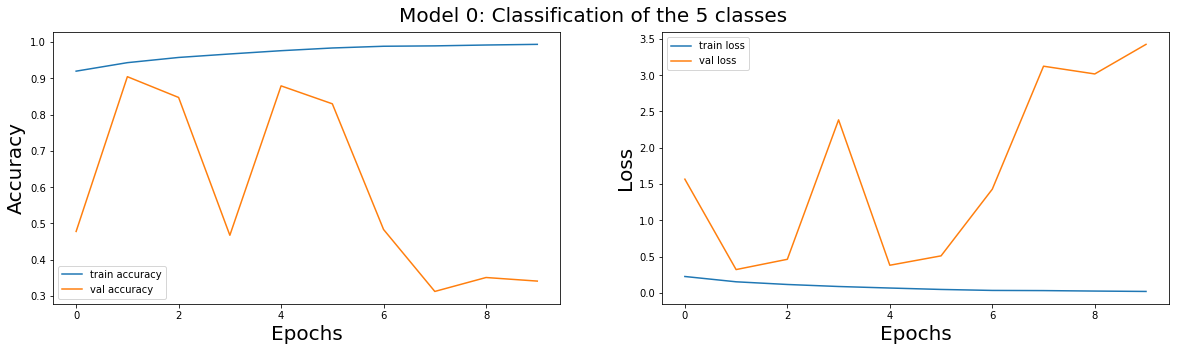 Model 0: Classification of the 5 classes
Accuracy
1.0
0.9
0.8
0.7
0.6
0.5
0.4
0.3
train accuracy
val accuracy
0 2 4 6 8
Epochs
Loss
3.5
3.0
2.5
2.0
1.5
1.0
0.5
0.0
train loss
val loss
0 2 4 6 8
Epochs